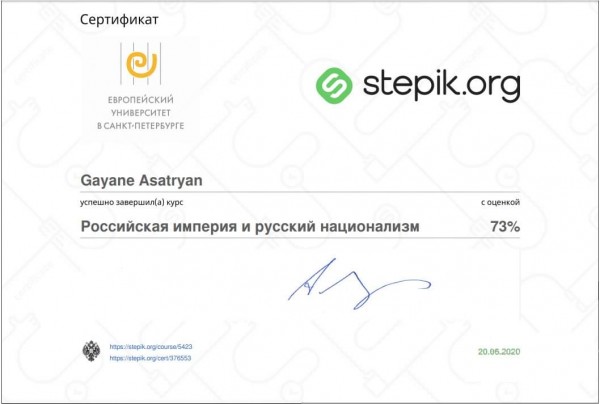 Сертификат
ЕВРОПЕЙСКИЙ
УНИВЕРСИТЕТ
В САНКТ-ПЕТЕРБУРГЕ
stepik.org
Gayane Asatryan
успешно завершил(а) курс с оценкой
Российская империя и русский национализм 73%
https://stepik.org/course/5423
https://stepik.org/cert/376553
20.06.2020